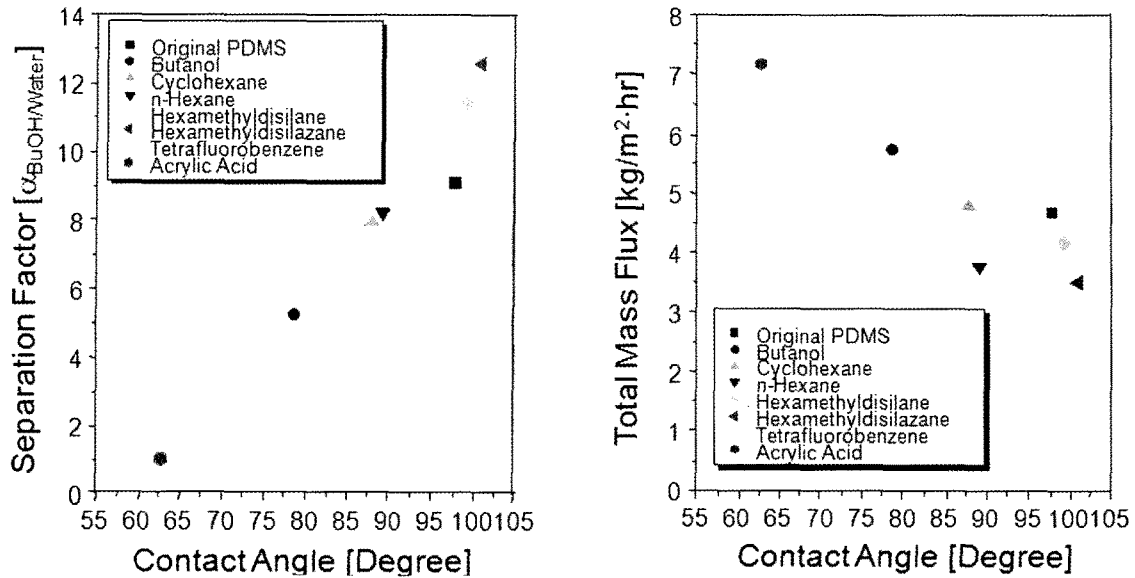 14
12
10
8
6
4
2
0
Separation Factor [αBuOH/Water]
Original PDMS
Butanol
Cyclohexane
n-Hexane
Hexamethyldisilane
Hexamethyldisilazane
Tetrafluorobenzene
Acrylic Acid
55 60 65 70 75 80 85 90 95 100105
Contact Angle [Degree]
8
7
6
5
4
3
2
1
0
Total Mass Flux [kg/m²·hr]
Original PDMS
Butanol
Cyclohexane
n-Hexane
Hexamethyldisilane
Hexamethyldisilazane
Tetrafluorobenzene
Acrylic Acid
55 60 65 70 75 80 85 90 95 100105
Contact Angle [Degree]